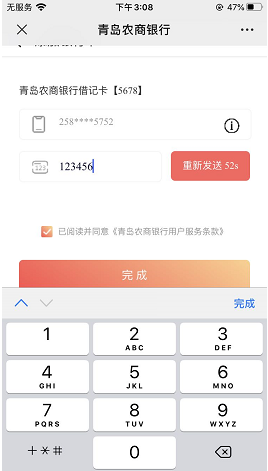 无服务 下午3:08 47%
青岛农商银行
青岛农商银行借记卡【5678】
258****5752
123 123456 重新发送 52s
已阅读并同意《青岛农商银行用户服务条款》
完成
完成
1 2 3
ABC DEF
4 5 6
GHI JKL MNO
7 8 9
PQRS TUV WXYZ
+*# 0